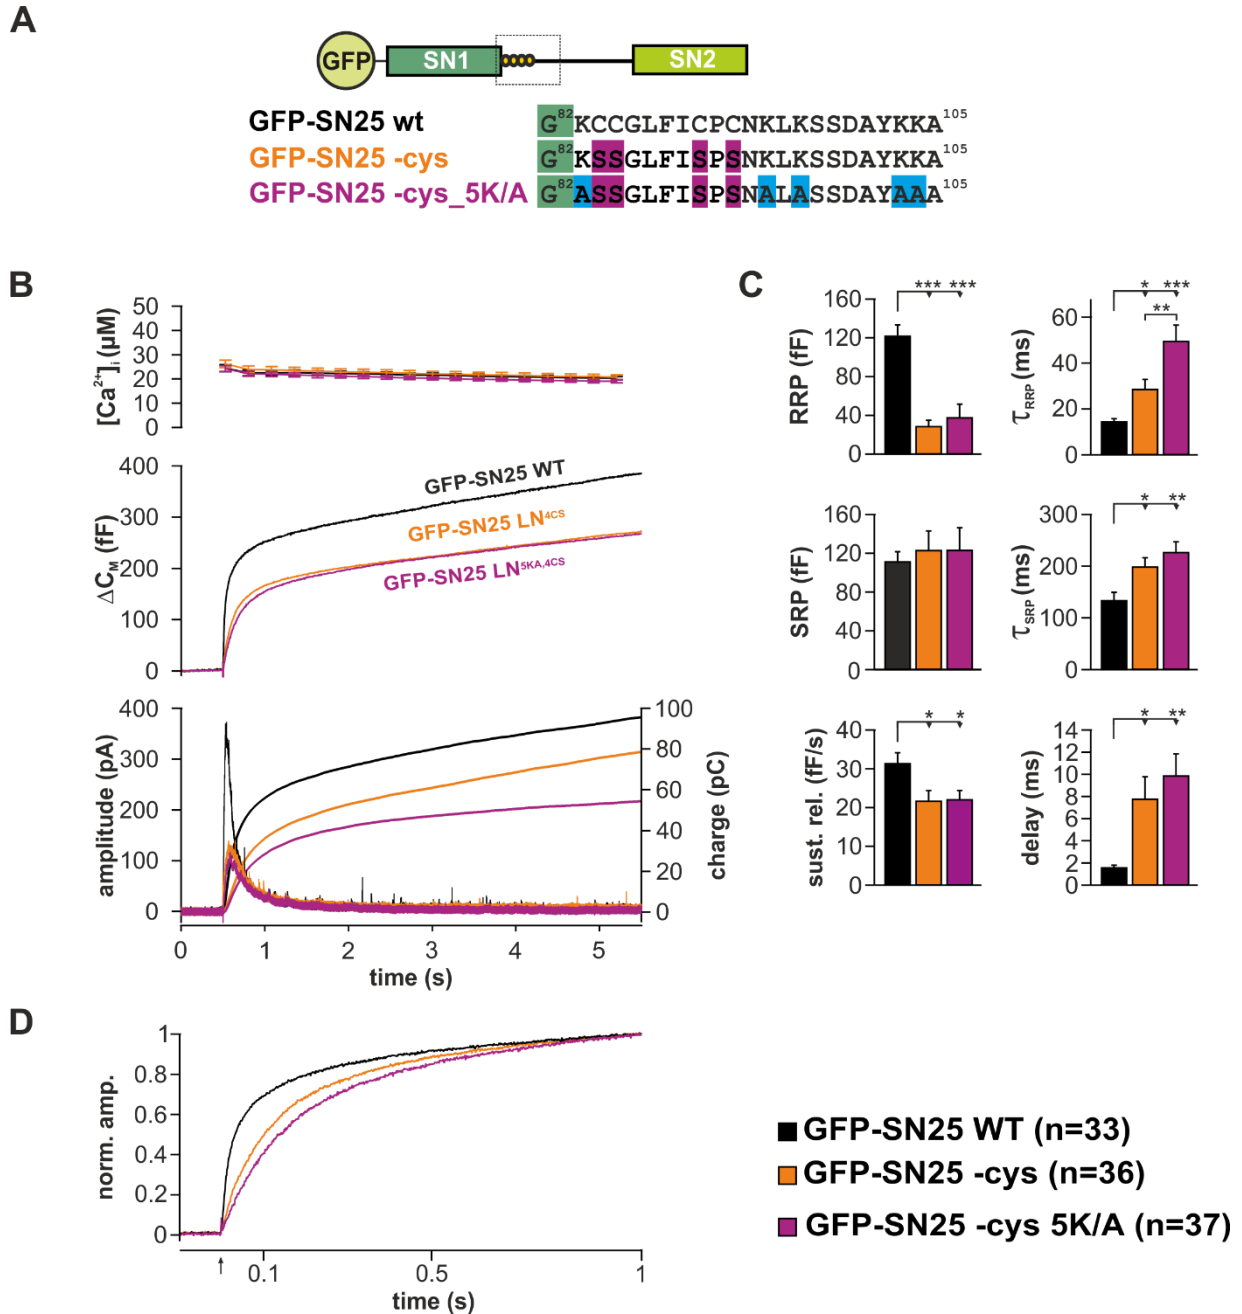 A
GFP SN1 SN2
GFP-SN25 wt G⁸²KCCGLFICPCNKLKSSDAYKKA¹⁰⁵
GFP-SN25 -cys G⁸²KSSGLFISPSNKLKSSDAYKKA¹⁰⁵
GFP-SN25 -cys_5K/A G⁸²ASSGLFISPSNALASSDAYAAA¹⁰⁵
B
[Ca²⁺]ᵢ (µM)
50
40
30
20
10
0
ΔC_M (fF)
400
300
200
100
0
GFP-SN25 WT
GFP-SN25 LN⁴ᶜˢ
GFP-SN25 LN⁵ᴷᴬ,⁴ᶜˢ
amplitude (pA)
400
300
200
100
0
100
80
60
40
20
0
charge (pC)
0 1 2 3 4 5
time (s)
C
RRP (fF)
160
120
80
40
0
*** ***
τRRP (ms)
60
40
20
0
* ***
**
SRP (fF)
160
120
80
40
0
τSRP (ms)
300
200
100
0
* **
sust. rel. (fF/s)
40
30
20
10
0
* *
delay (ms)
14
12
10
8
6
4
2
0
* **
D
norm. amp.
1
0.8
0.6
0.4
0.2
0
0.1 0.5 1
time (s)
GFP-SN25 WT (n=33)
GFP-SN25 -cys (n=36)
GFP-SN25 -cys 5K/A (n=37)